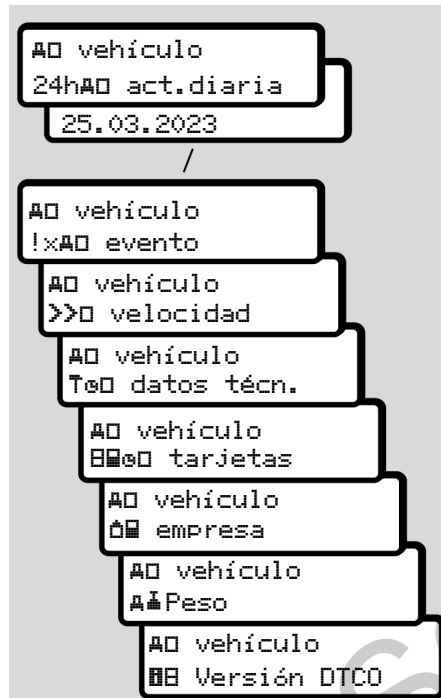 vehículo
24h act.diaria
25.03.2023
/
vehículo
!x evento
vehículo
>> velocidad
vehículo
datos técn.
vehículo
tarjetas
vehículo
empresa
vehículo
Peso
vehículo
Versión DTCO